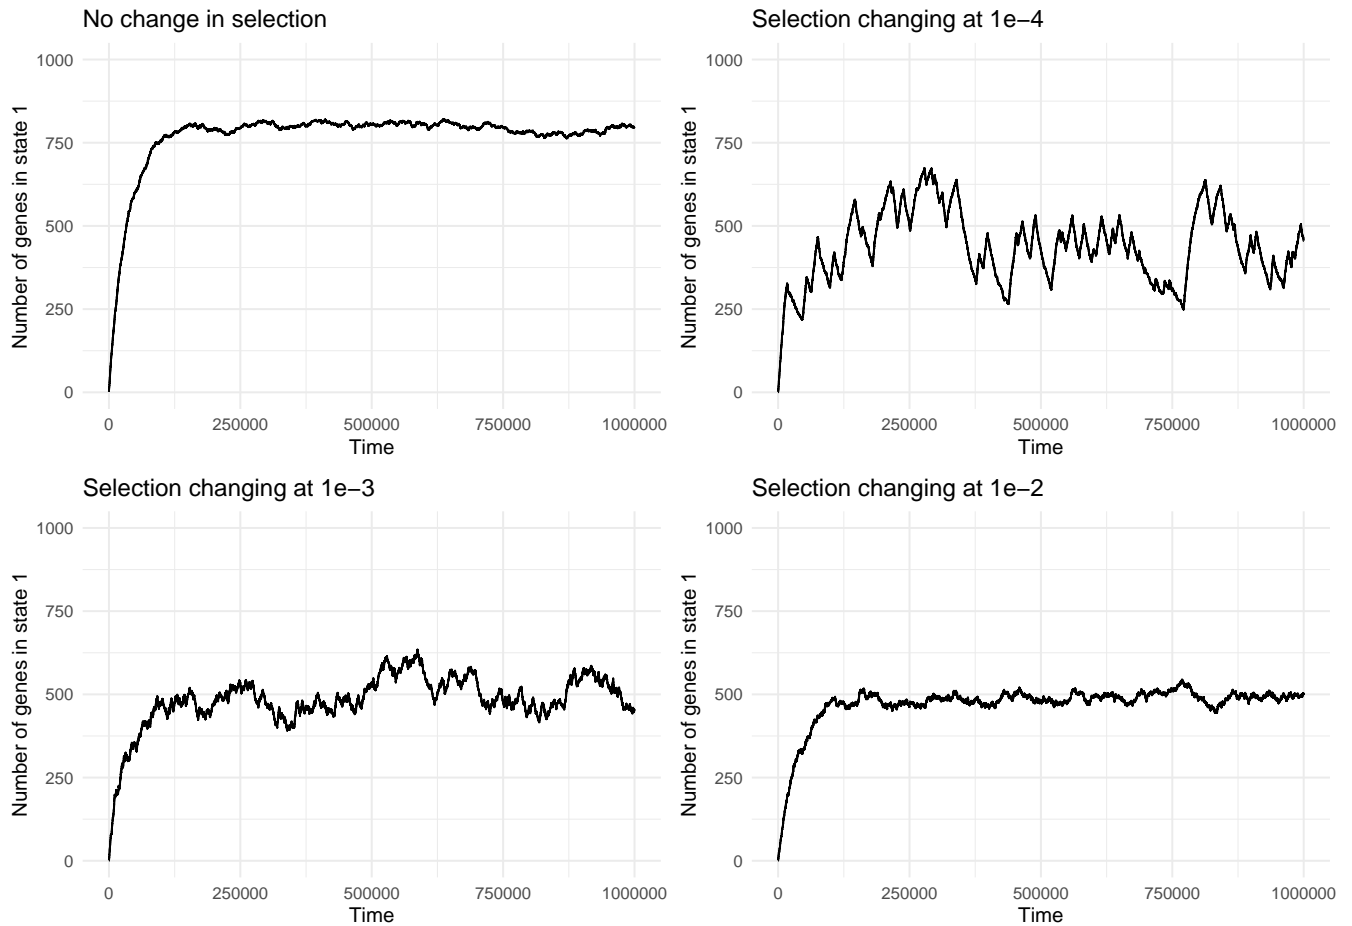 No change in selection
Number of genes in state 1
1000
750
500
250
0
0 250000 500000 750000 1000000
Time
Selection changing at 1e−4
Number of genes in state 1
1000
750
500
250
0
0 250000 500000 750000 1000000
Time
Selection changing at 1e−3
Number of genes in state 1
1000
750
500
250
0
0 250000 500000 750000 1000000
Time
Selection changing at 1e−2
Number of genes in state 1
1000
750
500
250
0
0 250000 500000 750000 1000000
Time